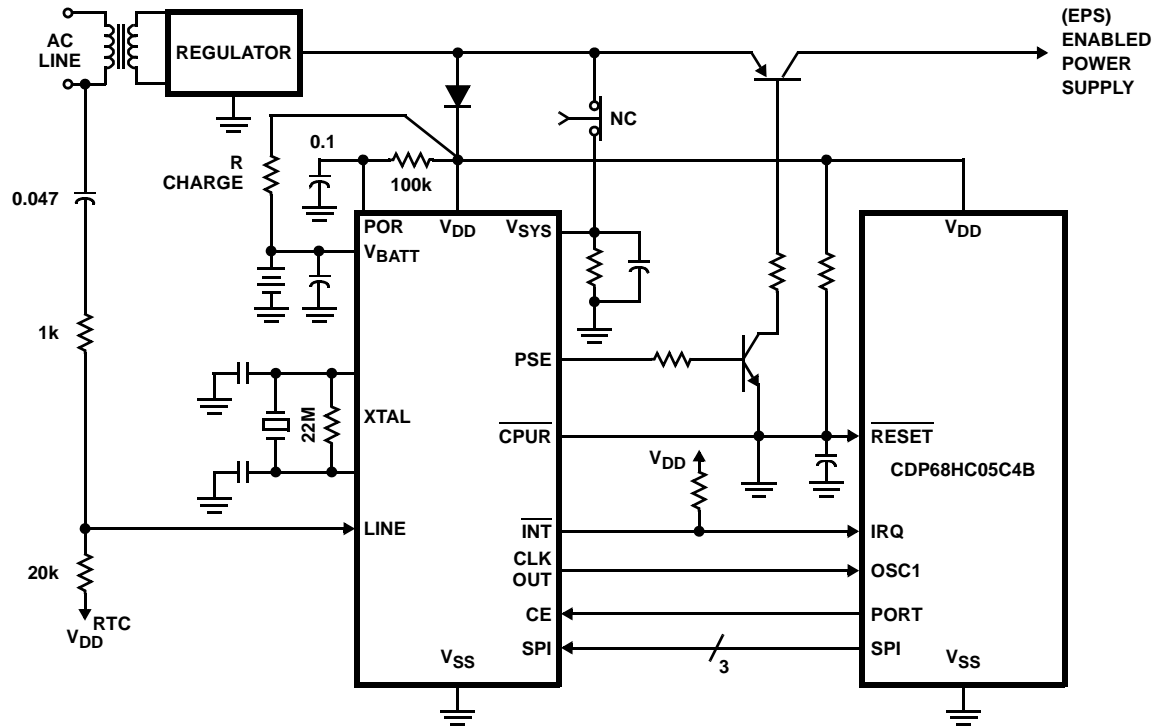 AC
LINE
REGULATOR
(EPS)
ENABLED
POWER
SUPPLY
NC
0.1
R
CHARGE
100k
0.047
POR
VDD
VSYS
VBATT
VDD
1k
PSE
XTAL
22M
CPUR
RESET
VDD
CDP68HC05C4B
LINE
INT
IRQ
CLK
OUT
OSC1
20k
CE
PORT
RTC
VDD
VSS
SPI
3
SPI
VSS